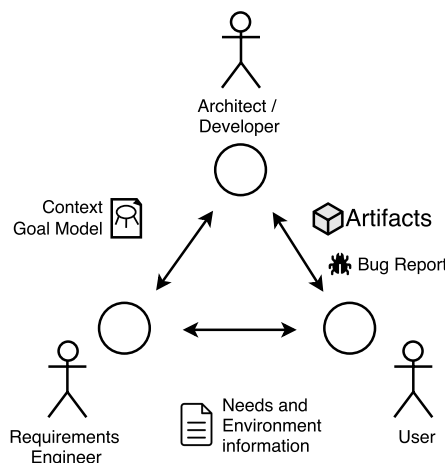 Architect /
Developer
Context
Goal Model
Artifacts
Bug Report
Requirements
Engineer
Needs and
Environment
information
User